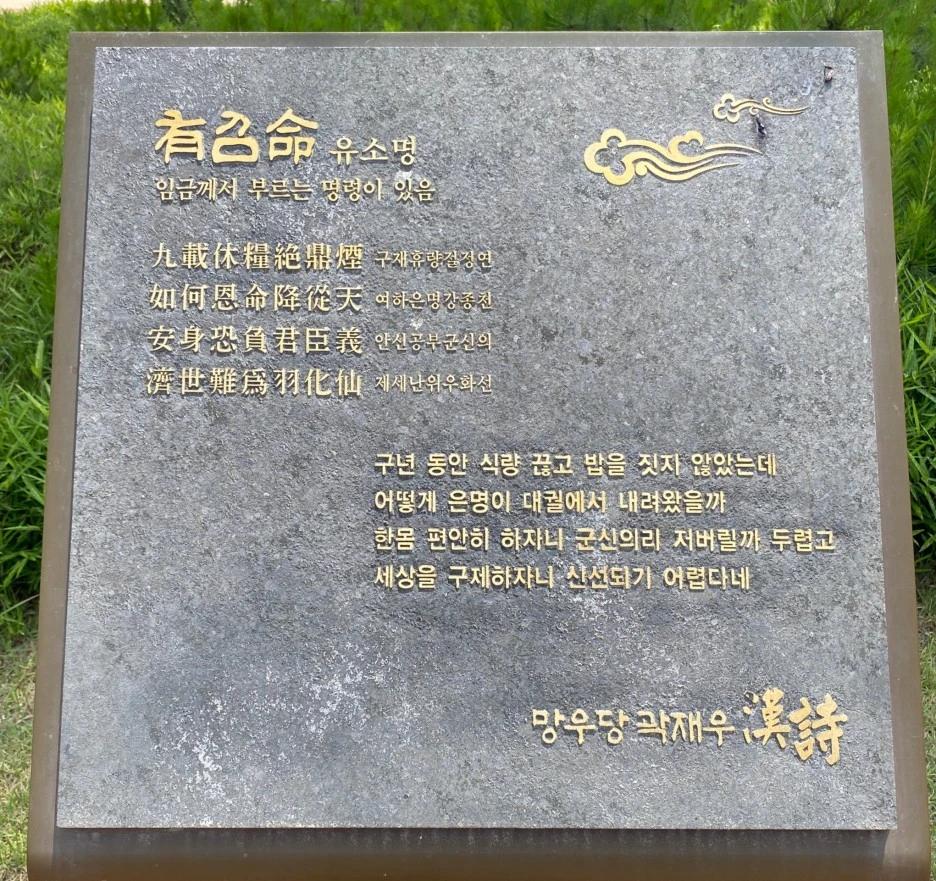 有召命 유소명
임금께서 부르는 명령이 있음
九載休糧絶鼎煙 구재휴량절정연
如何恩命降從天 여하은명강종천
安身恐負君臣義 안신공부군신의
濟世難爲羽化仙 제세난위우화선
구년 동안 식량 끊고 밥을 짓지 않았는데
어떻게 은명이 대궐에서 내려왔을까
한몸 편안히 하자니 군신의리 저버릴까 두렵고
세상을 구제하자니 신선되기 어렵다네
망우당 곽재우 漢詩